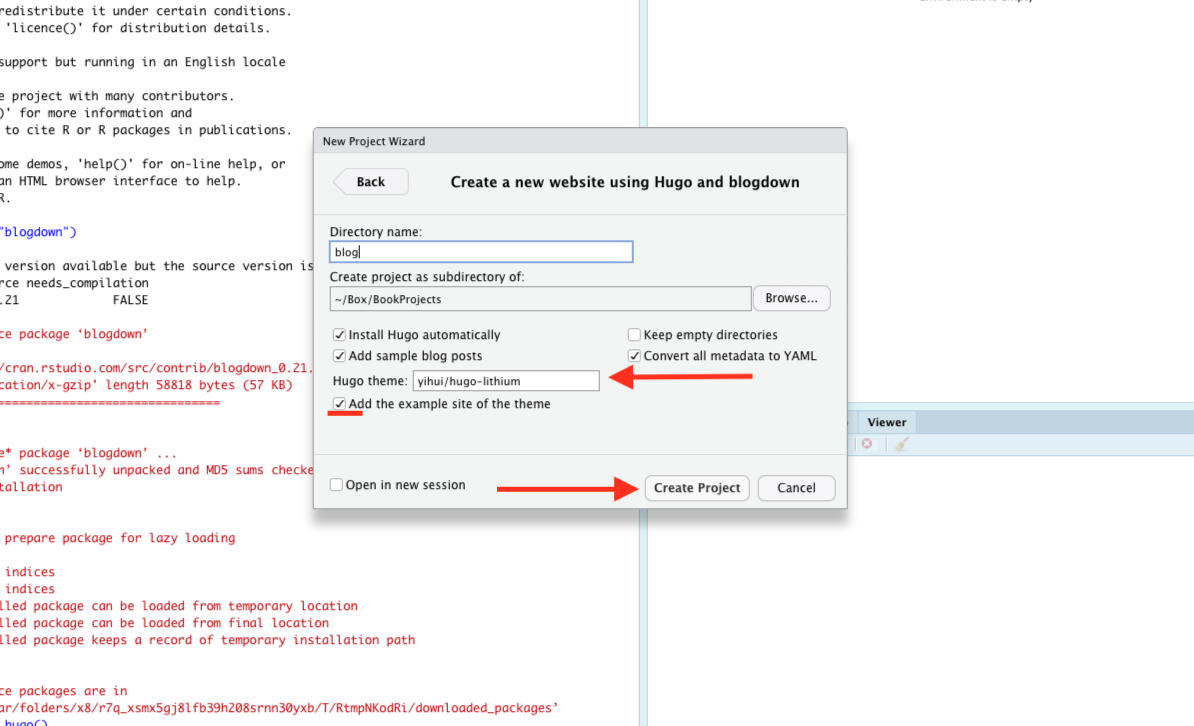 redistribute it under certain conditions.
'licence()' for distribution details.
support but running in an English locale
e project with many contributors.
)' for more information and
to cite R or R packages in publications.
ome demos, 'help()' for on-line help, or
an HTML browser interface to help.
R.
"blogdown")
version available but the source version is
rce needs_compilation
.21 FALSE
ce package ‘blogdown’
/cran.rstudio.com/src/contrib/blogdown_0.21.
cation/x-gzip' length 58818 bytes (57 KB)
==============================
e* package ‘blogdown’ ...
n’ successfully unpacked and MD5 sums checke
tallation
prepare package for lazy loading
indices
indices
lled package can be loaded from temporary location
lled package can be loaded from final location
lled package keeps a record of temporary installation path
ce packages are in
ar/folders/x8/r7q_xsmx5gj8lfb39h208srnn30yxb/T/RtmpNKodRi/downloaded_packages’
hugo()
New Project Wizard
Back
Create a new website using Hugo and blogdown
Directory name:
blog
Create project as subdirectory of:
~/Box/BookProjects
Browse...
Install Hugo automatically
Keep empty directories
Add sample blog posts
Convert all metadata to YAML
Hugo theme: yihui/hugo-lithium
Add the example site of the theme
Open in new session
Create Project
Cancel
Viewer